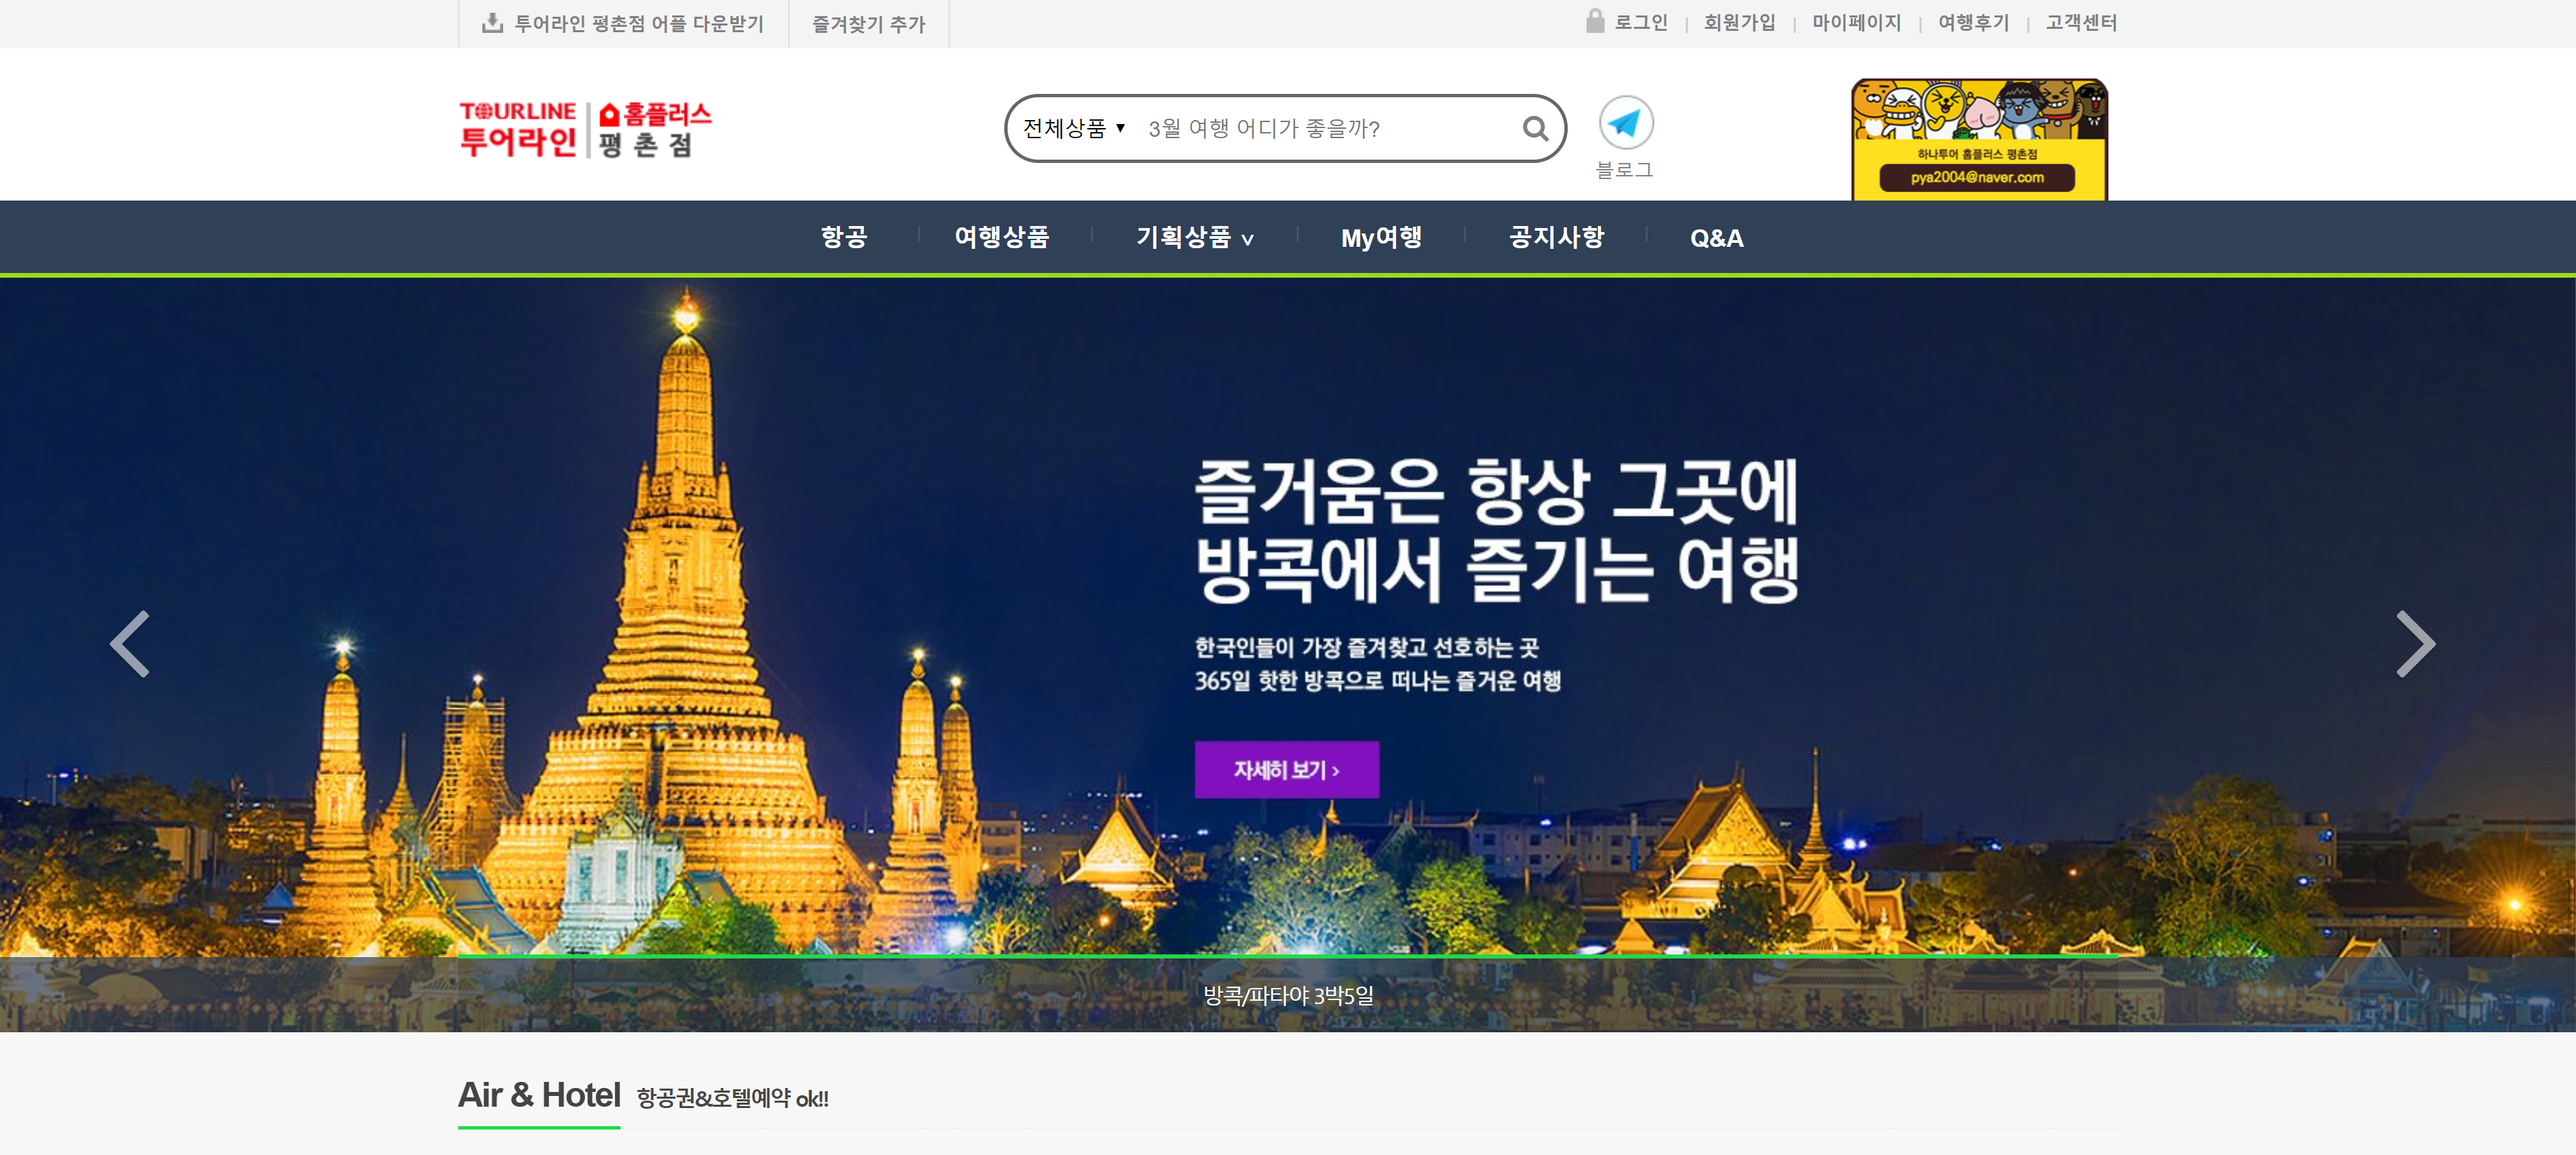 투어라인 평촌점 어플 다운받기
즐겨찾기 추가
로그인 | 회원가입 | 마이페이지 | 여행후기 | 고객센터
TOURLINE
투어라인
홈플러스
평촌점
전체상품 ▼ 3월 여행 어디가 좋을까?
블로그
하나투어 홈플러스 평촌점
pya2004@naver.com
항공 | 여행상품 | 기획상품 ∨ | My여행 | 공지사항 | Q&A
즐거움은 항상 그곳에
방콕에서 즐기는 여행
한국인들이 가장 즐겨찾고 선호하는 곳
365일 핫한 방콕으로 떠나는 즐거운 여행
자세히 보기 >
방콕/파타야 3박5일
Air & Hotel 항공권&호텔예약 ok!!